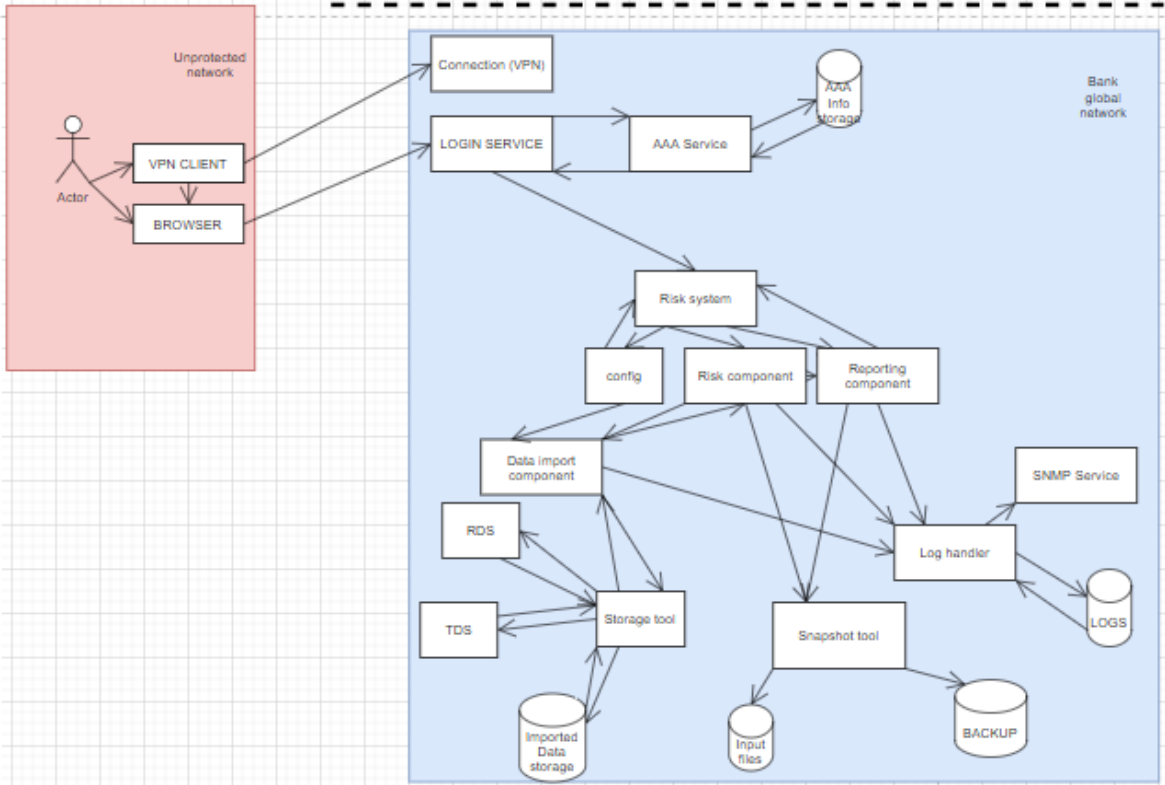 Unprotected
network
Actor
VPN CLIENT
BROWSER
Connection (VPN)
LOGIN SERVICE
AAA Service
AAA
Info
storage
Bank
global
network
Risk system
config
Risk component
Reporting
component
Data import
component
SNMP Service
RDS
Log handler
TDS
Storage tool
Snapshot tool
LOGS
Imported
Data
storage
Input
files
BACKUP